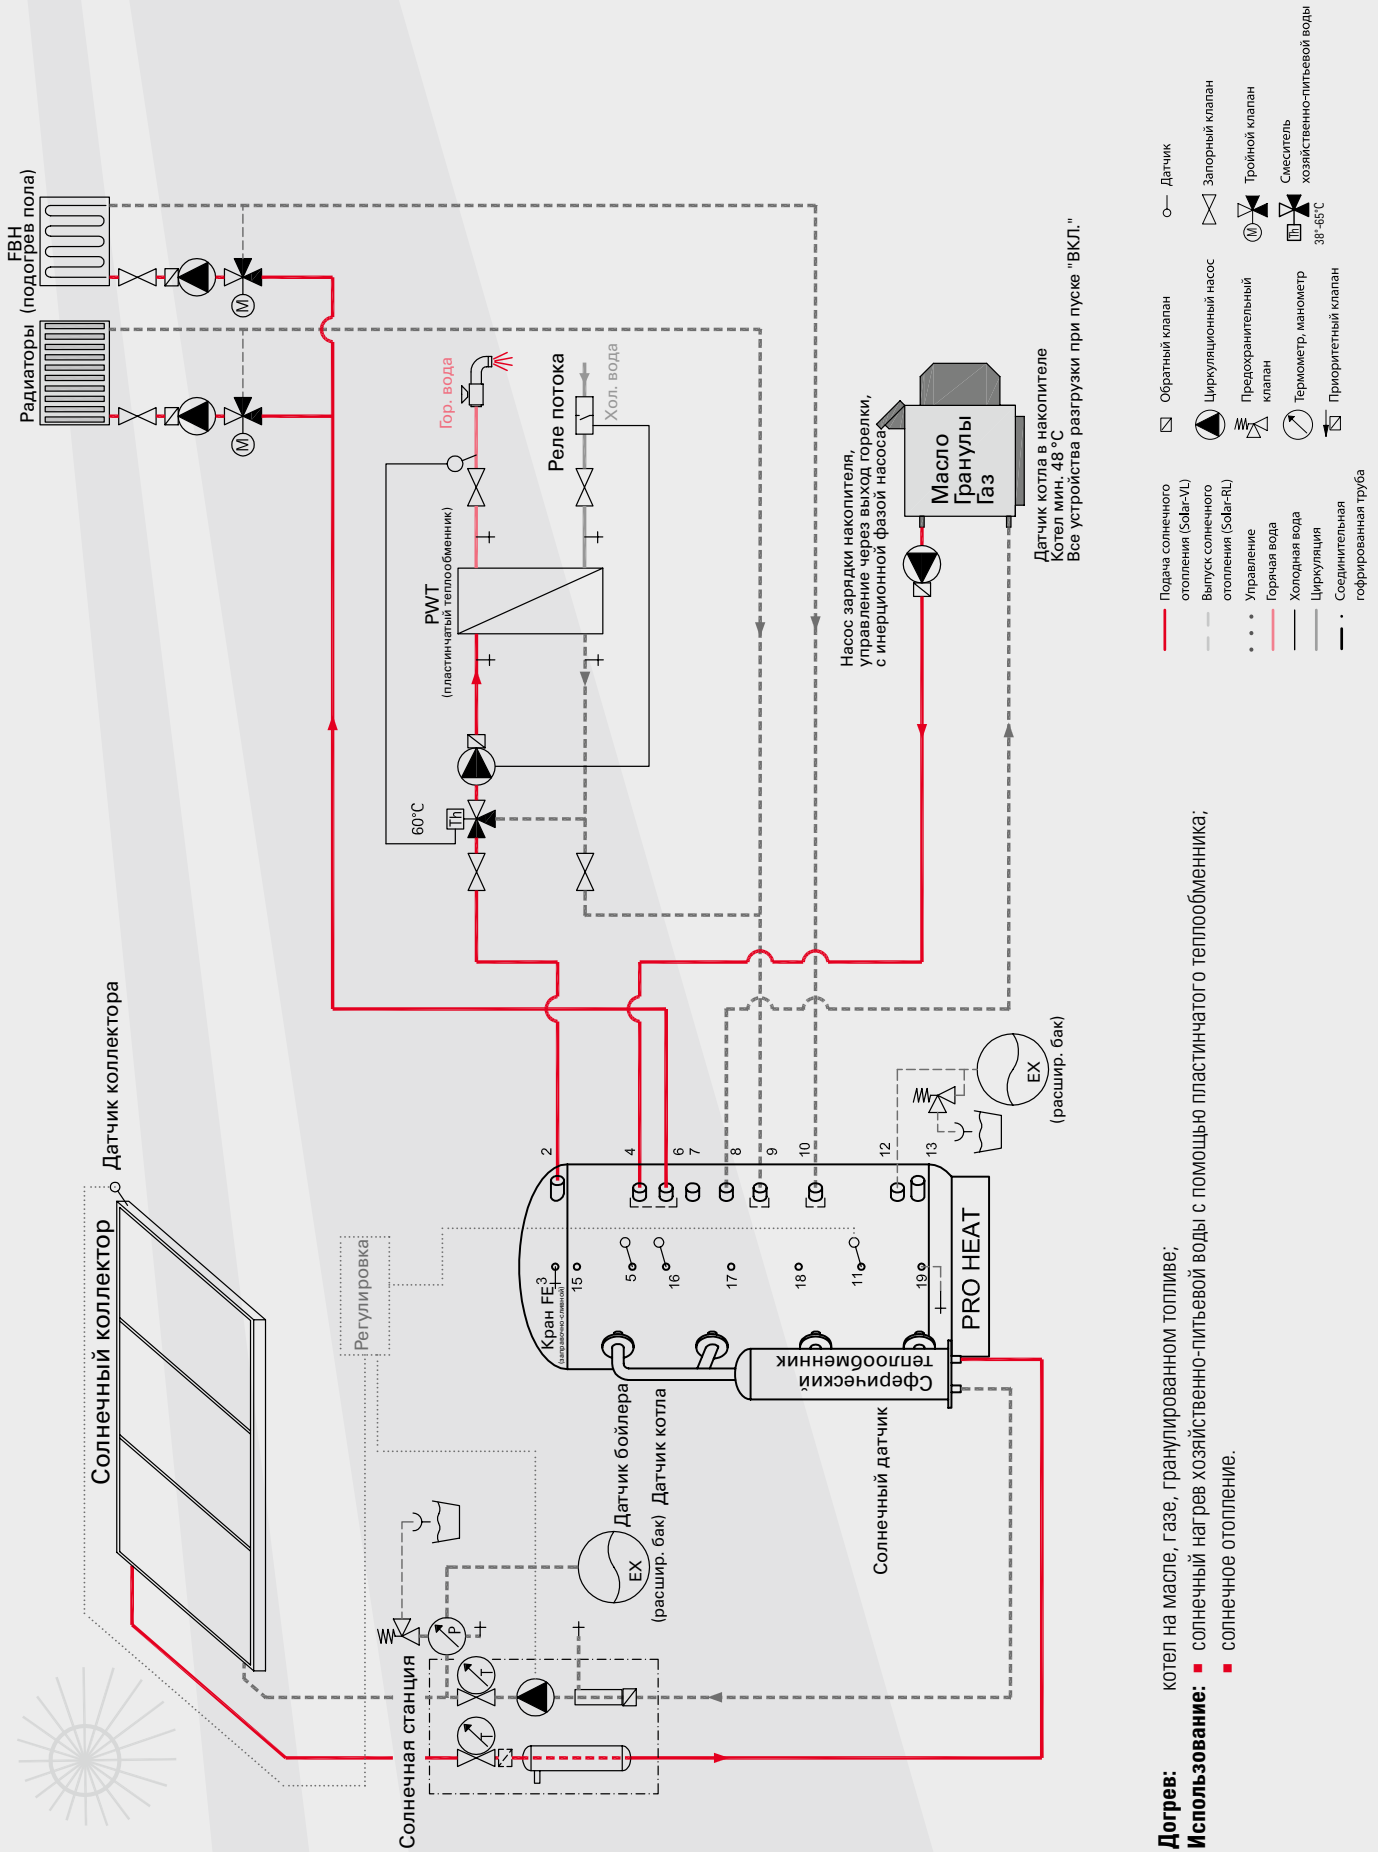 Солнечный коллектор
Датчик коллектора
Радиаторы
FBH
(подогрев пола)
M
M
Регулировка
Солнечная станция
T
T
P
EX
(расшир. бак)
Датчик бойлера
Датчик котла
Солнечный датчик
Сферический
теплообменник
Кран FE
(заправочно-сливной)
3
15
5
16
17
18
11
19
2
4
6
7
8
9
10
12
13
PRO HEAT
EX
(расшир. бак)
60°C
Th
PWT
(пластинчатый теплообменник)
Гор. вода
Реле потока
Хол. вода
Насос зарядки накопителя,
управление через выход горелки,
с инерционной фазой насоса
Масло
Гранулы
Газ
Датчик котла в накопителе
Котел мин. 48 °C
Все устройства разгрузки при пуске "ВКЛ."
Догрев: котел на масле, газе, гранулированном топливе;
Использование: ■ солнечный нагрев хозяйственно-питьевой воды с помощью пластинчатого теплообменника;
■ солнечное отопление.
Подача солнечного
отопления (Solar-VL)
Выпуск солнечного
отопления (Solar-RL)
Управление
Горячая вода
Холодная вода
Циркуляция
Соединительная
гофрированная труба
Обратный клапан
Циркуляционный насос
Предохранительный
клапан
Термометр, манометр
Приоритетный клапан
Датчик
Запорный клапан
M
Тройной клапан
Th
38°-65°C
Смеситель
хозяйственно-питьевой воды